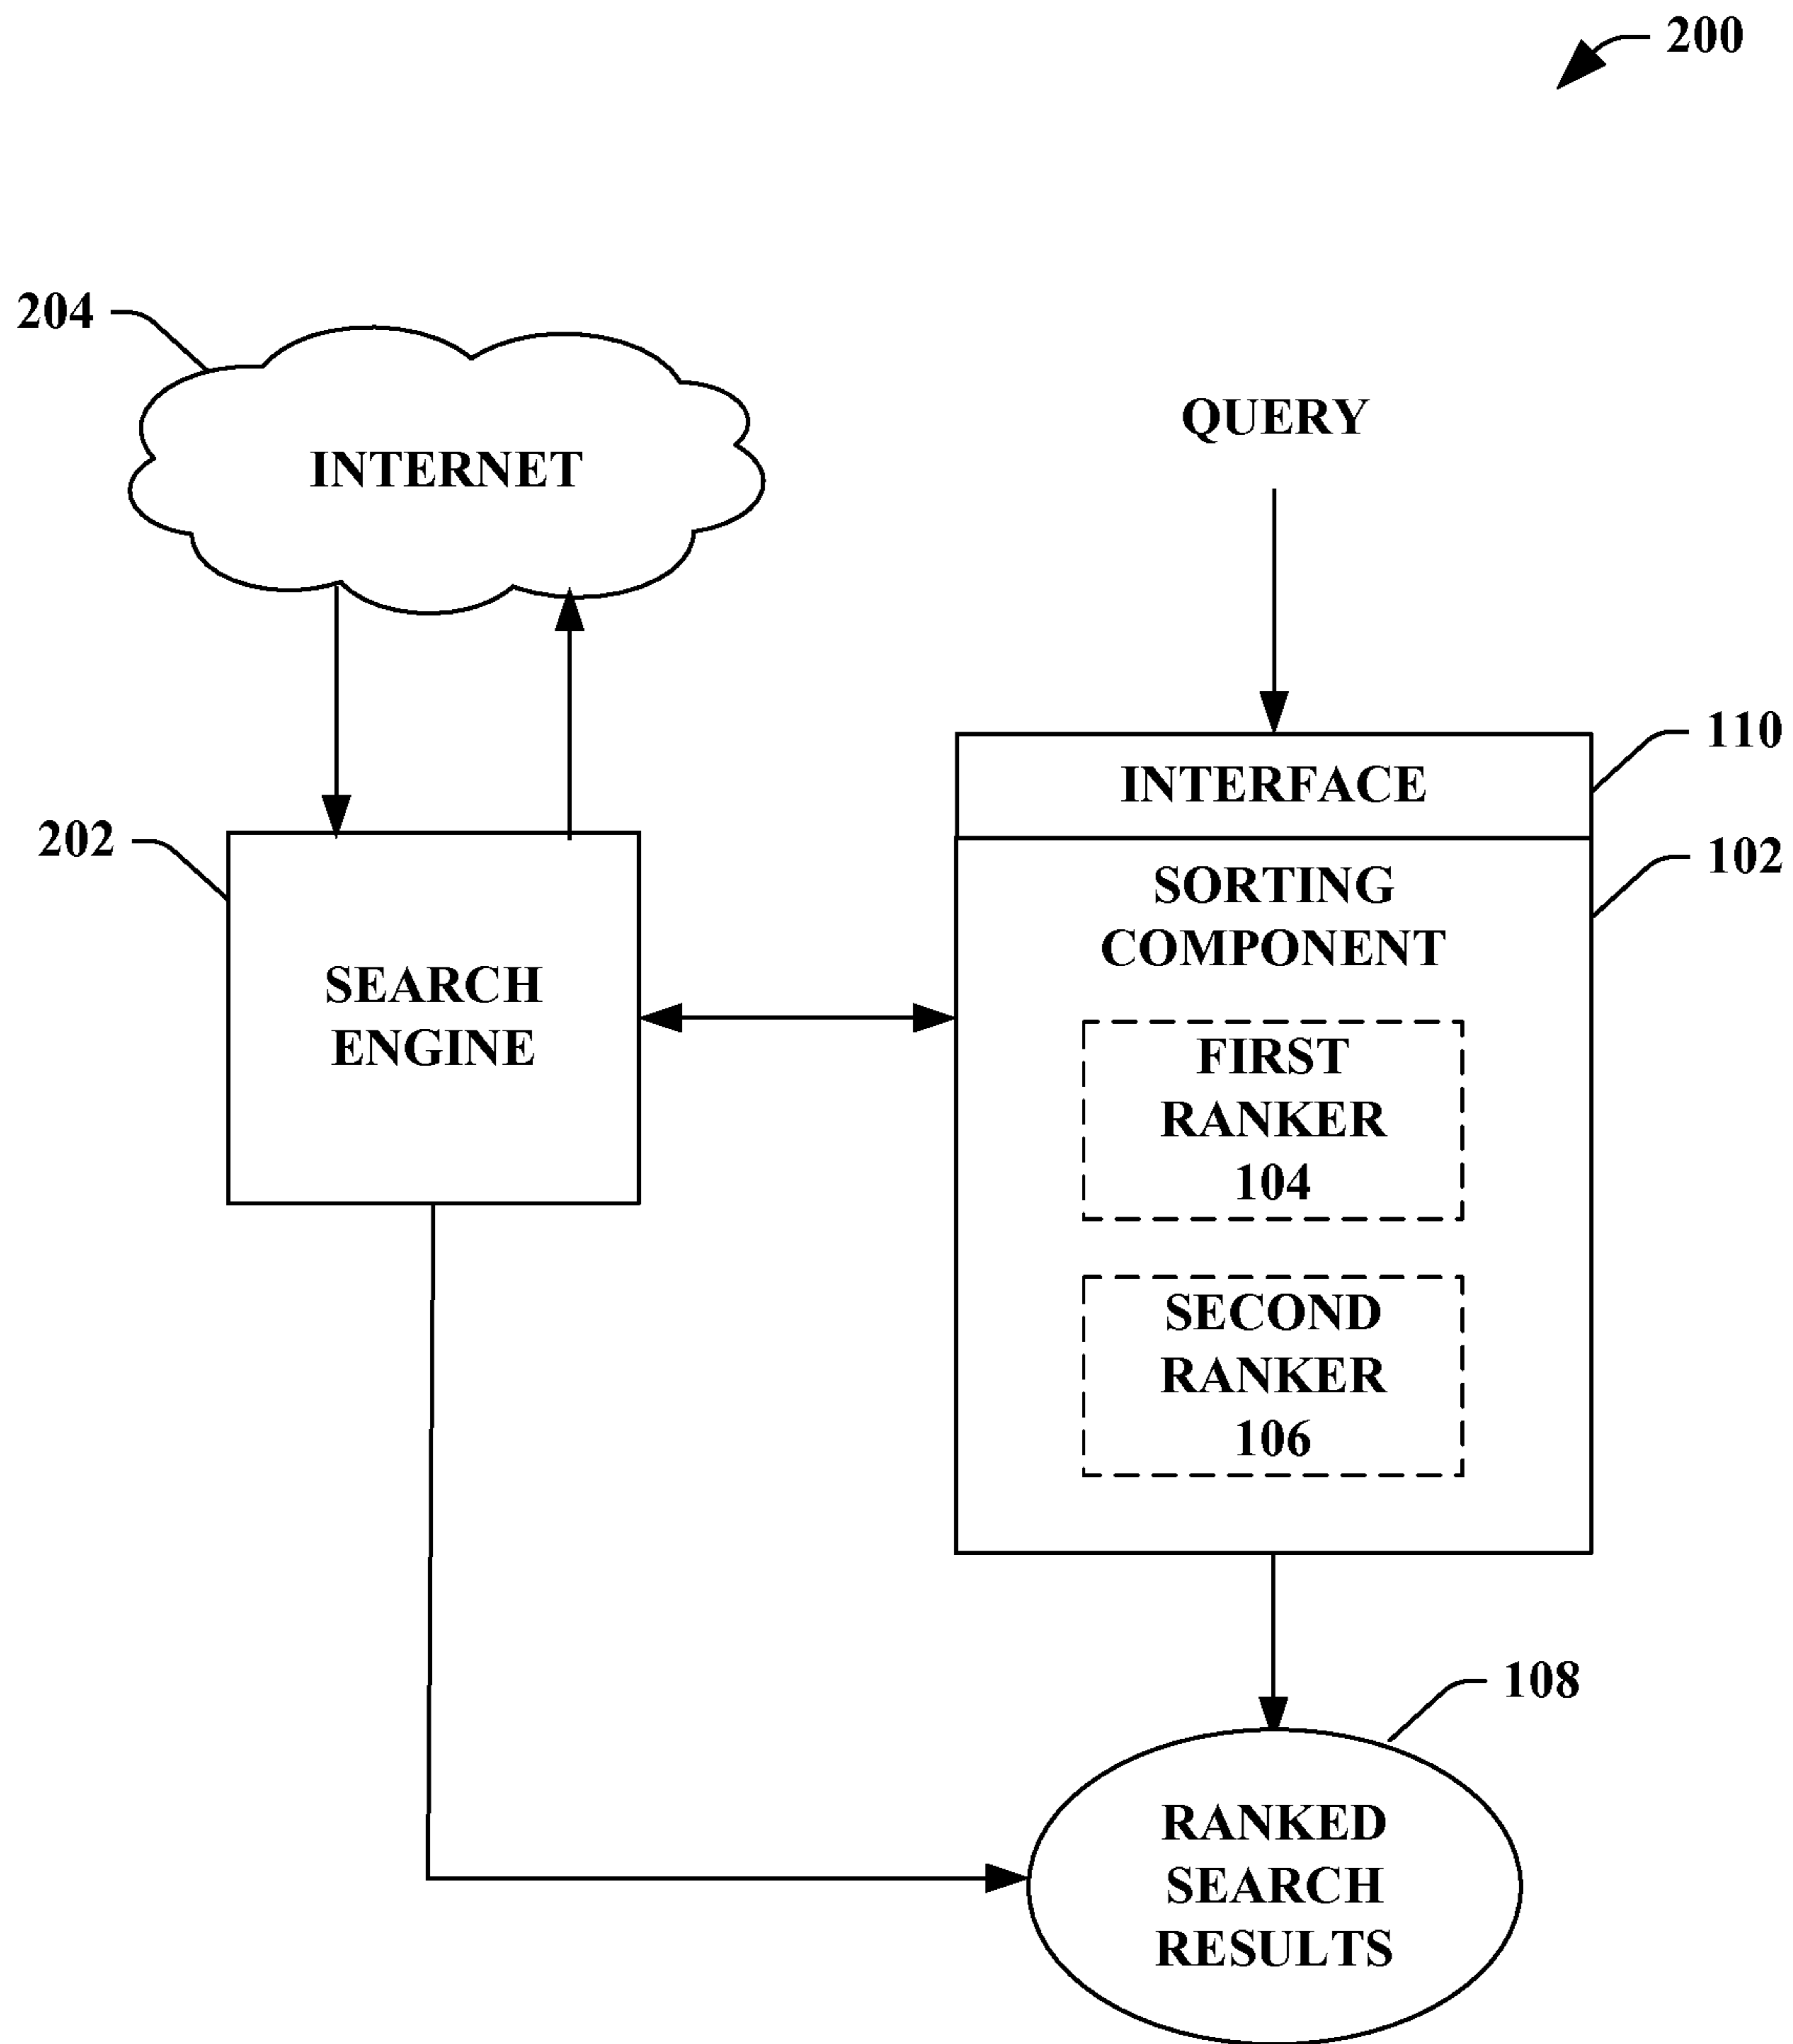 200
204
INTERNET
QUERY
110
INTERFACE
202
102
SORTING
COMPONENT
SEARCH
ENGINE
FIRST
RANKER
104
SECOND
RANKER
106
108
RANKED
SEARCH
RESULTS